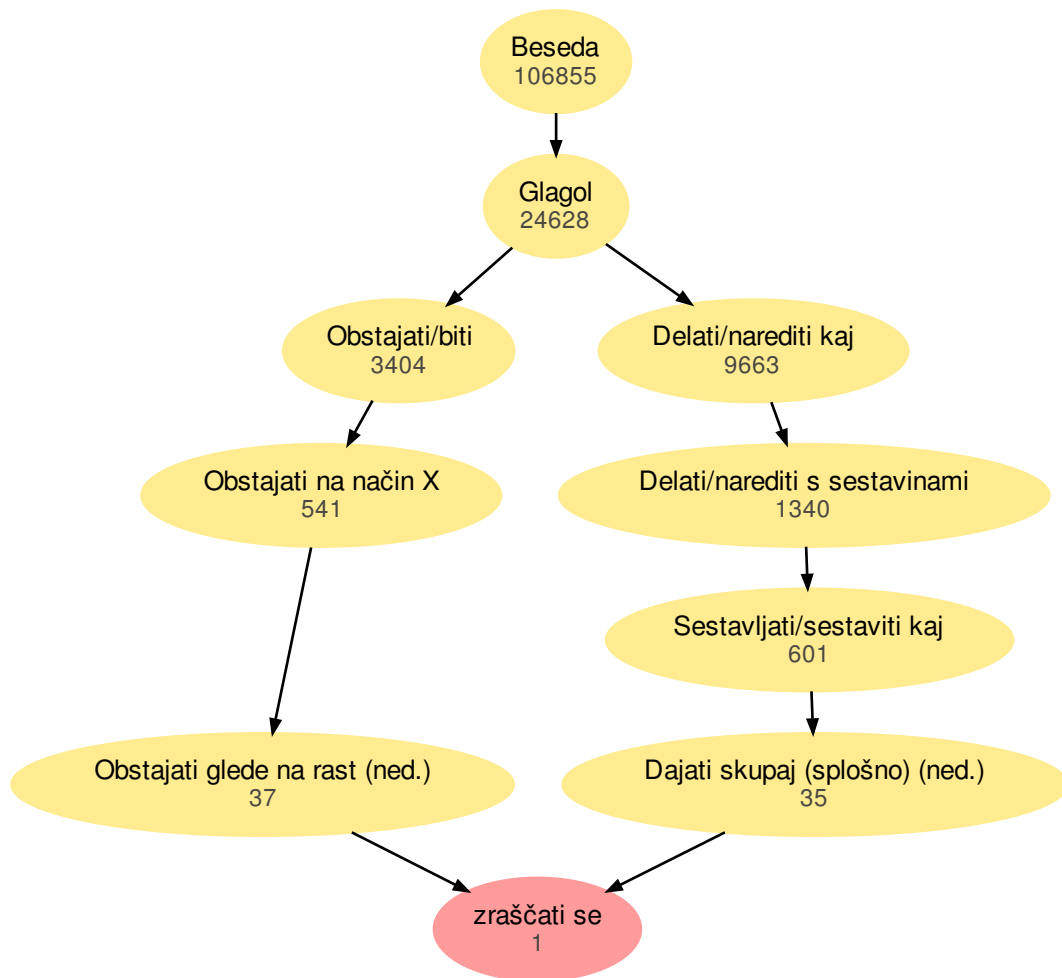 Beseda
106855
Glagol
24628
Obstajati/biti
3404
Delati/narediti kaj
9663
Obstajati na način X
541
Delati/narediti s sestavinami
1340
Sestavljati/sestaviti kaj
601
Obstajati glede na rast (ned.)
37
Dajati skupaj (splošno) (ned.)
35
zraščati se
1